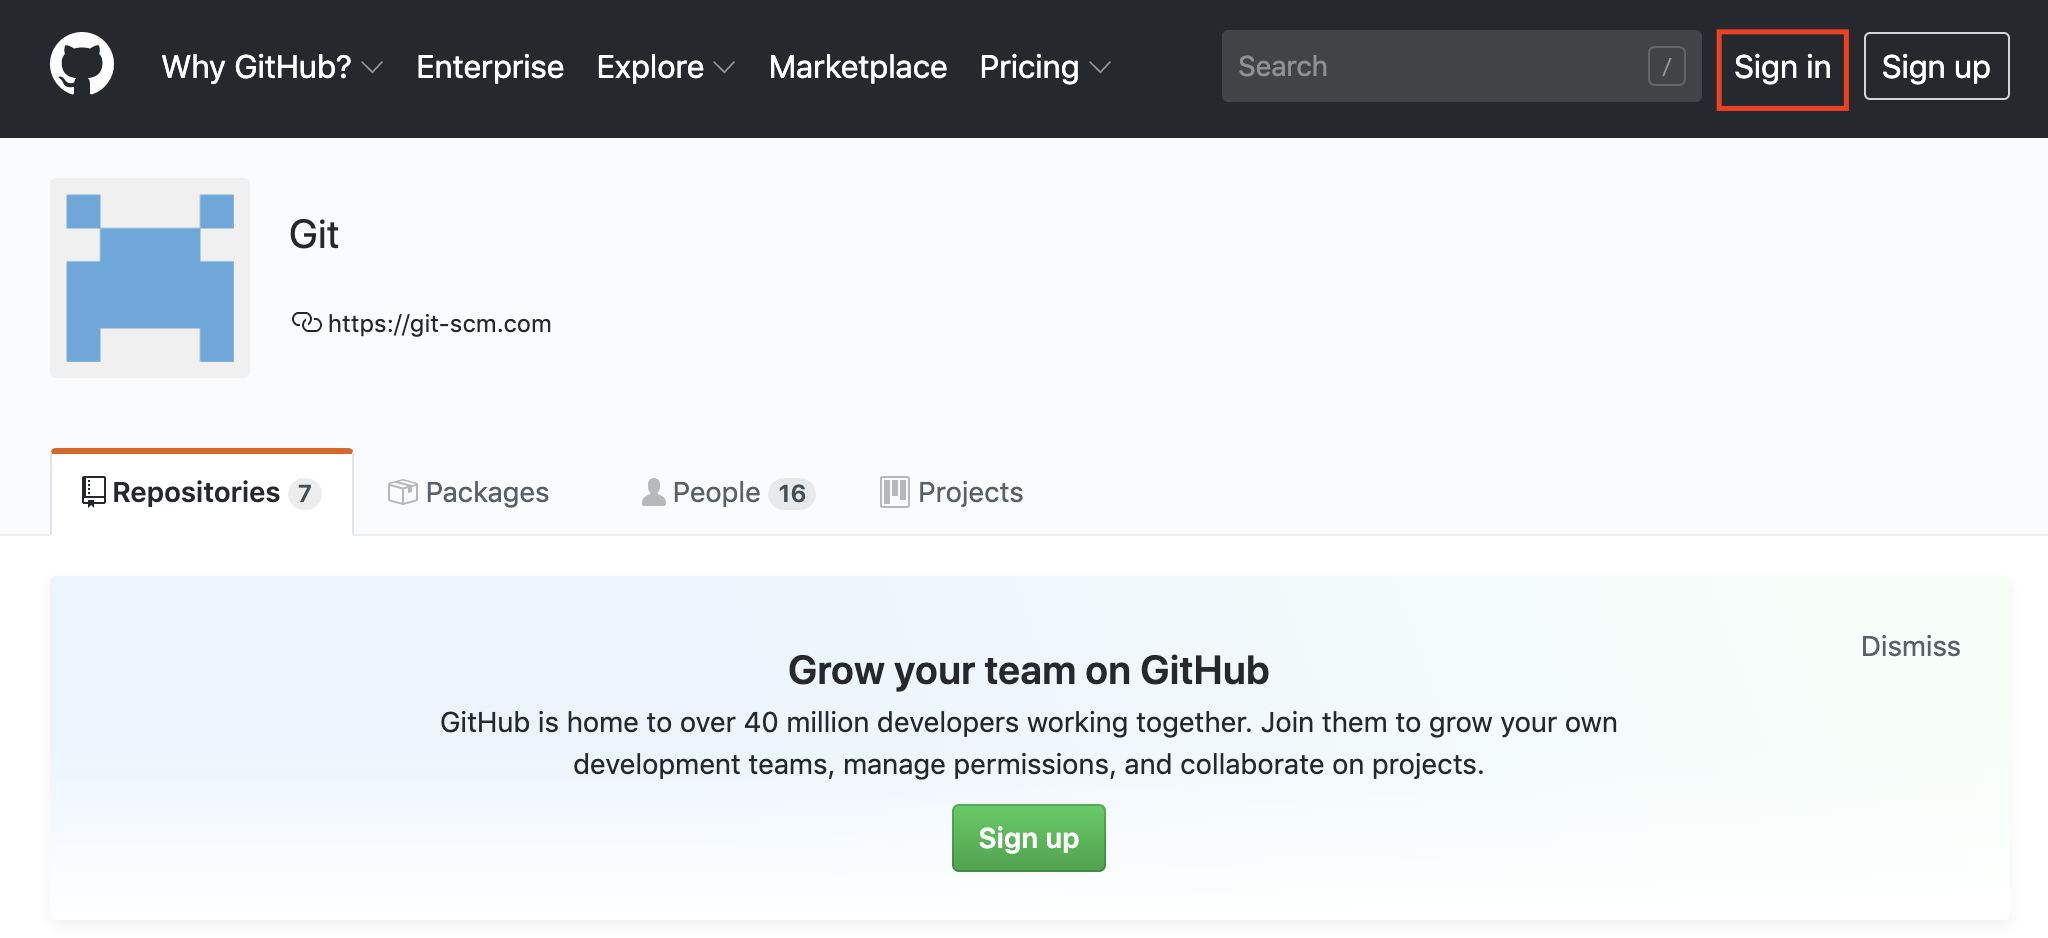 Why GitHub? Enterprise Explore Marketplace Pricing Search / Sign in Sign up
Git
https://git-scm.com
Repositories 7 Packages People 16 Projects
Dismiss
Grow your team on GitHub
GitHub is home to over 40 million developers working together. Join them to grow your own
development teams, manage permissions, and collaborate on projects.
Sign up